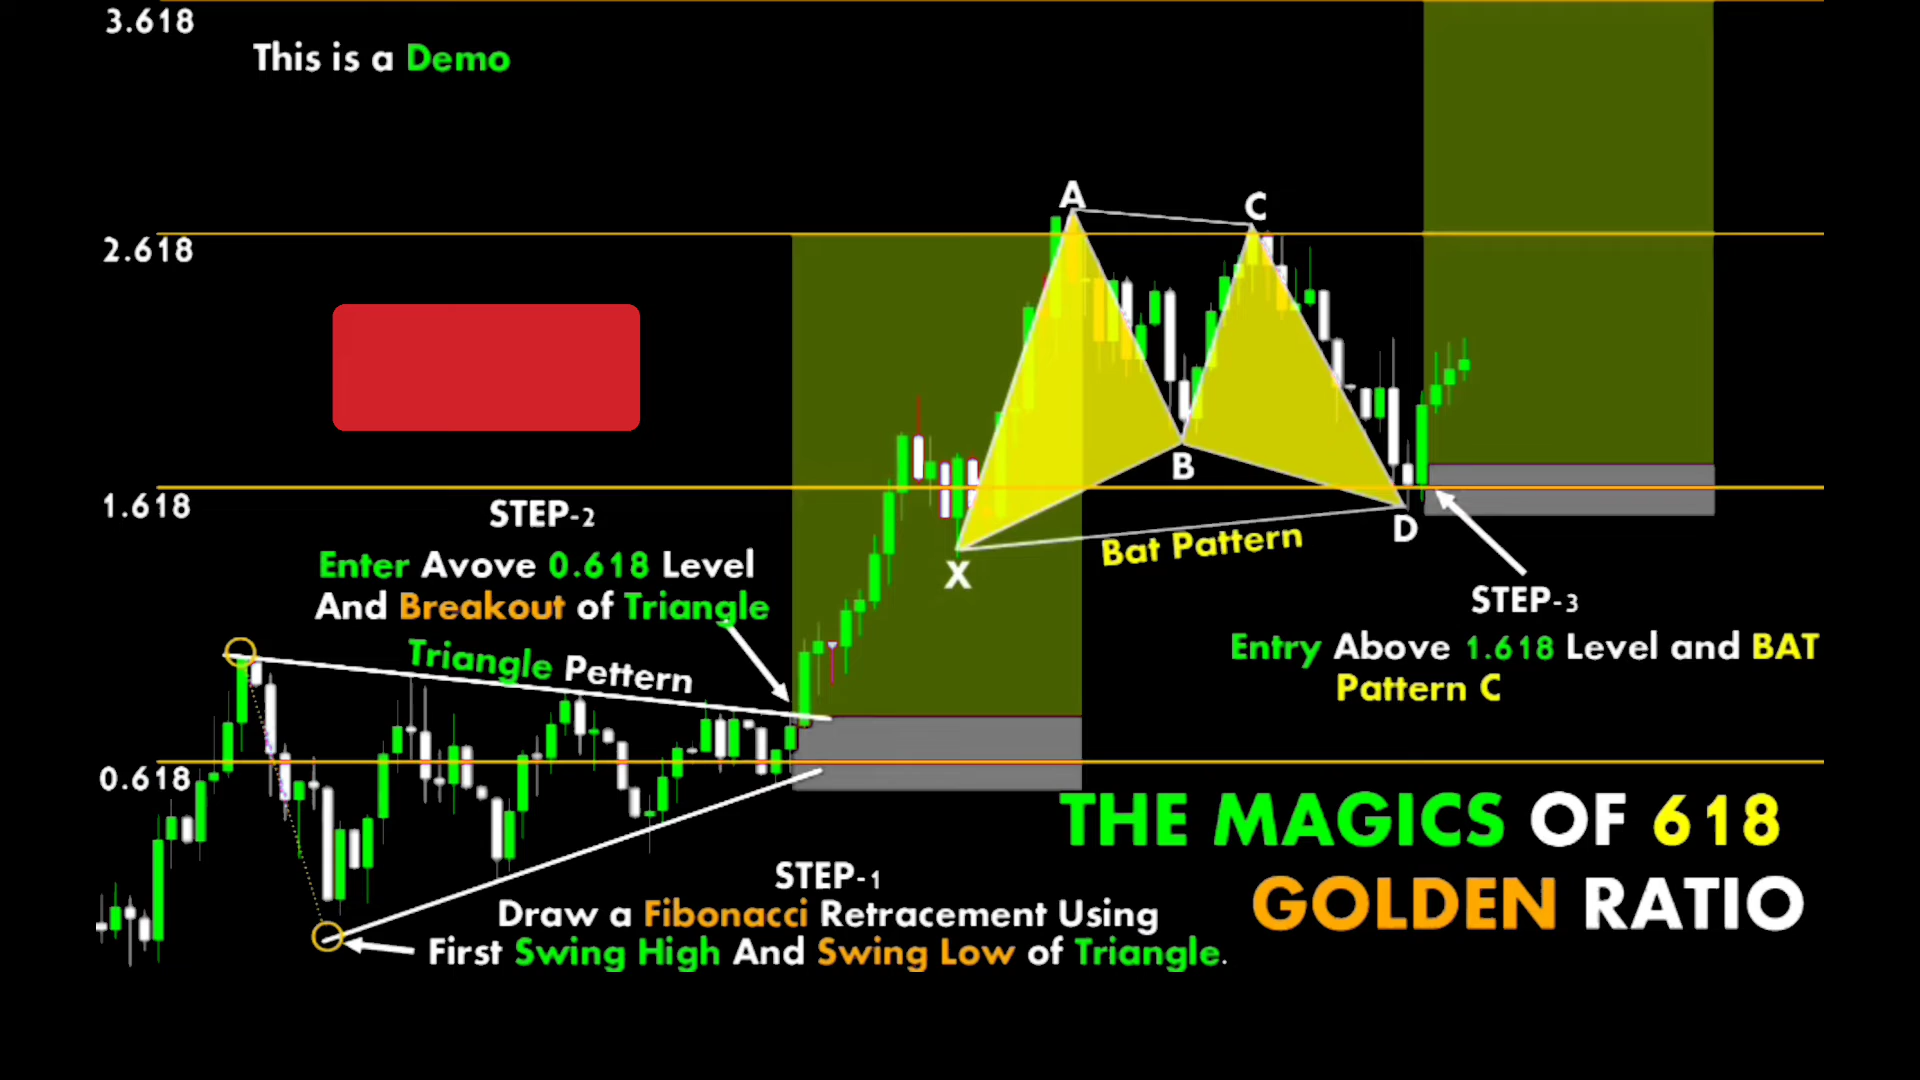 3.618
This is a Demo
A
C
2.618
B
1.618
STEP-2
D
Enter Avove 0.618 Level
And Breakout of Triangle
Bat Pattern
X
STEP-3
Entry Above 1.618 Level and BAT
Pattern C
Triangle Pettern
0.618
THE MAGICS OF 618
GOLDEN RATIO
STEP-1
Draw a Fibonacci Retracement Using
First Swing High And Swing Low of Triangle.